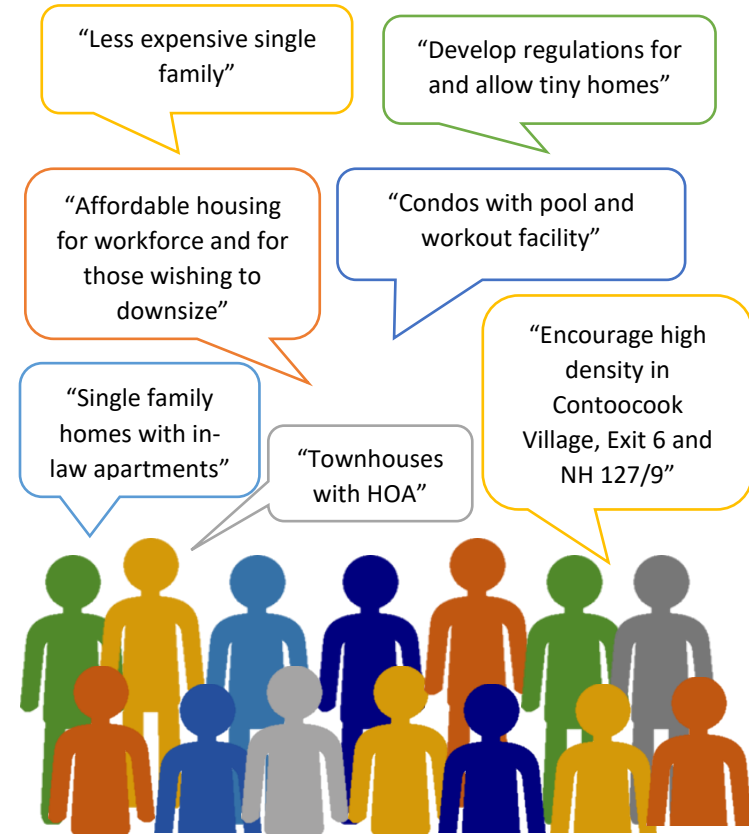 “Less expensive single
family”
“Develop regulations for
and allow tiny homes”
“Affordable housing
for workforce and for
those wishing to
downsize”
“Condos with pool and
workout facility”
“Encourage high
density in
Contoocook
Village, Exit 6 and
NH 127/9”
“Single family
homes with in-
law apartments”
“Townhouses
with HOA”